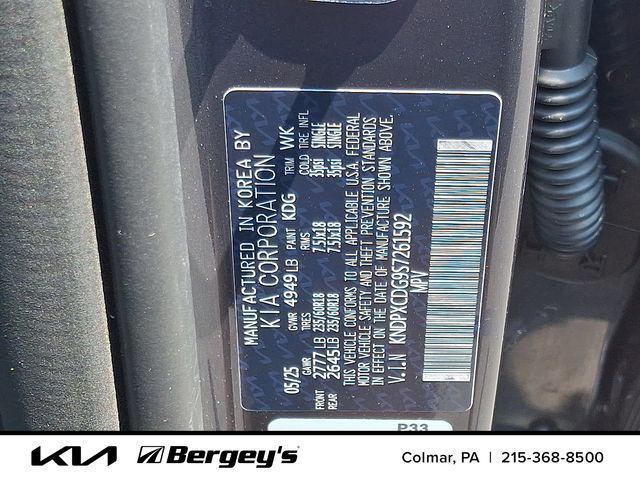 MANUFACTURED IN KOREA BY
KIA CORPORATION
05/25 GVWR 4949 LB PAINT KDG TRIM WK
GAWR TIRES RIMS COLD TIRE INFL
FRONT 2777 LB 235/60R18 7.5Jx18 35psi SINGLE
REAR 2645 LB 235/60R18 7.5Jx18 35psi SINGLE
THIS VEHICLE CONFORMS TO ALL APPLICABLE U.S.A. FEDERAL
MOTOR VEHICLE SAFETY AND THEFT PREVENTION STANDARDS
IN EFFECT ON THE DATE OF MANUFACTURE SHOWN ABOVE.
V.I.N KNDPXCDG9S7261592
MPV
P33
KIA Bergey's Colmar, PA | 215-368-8500